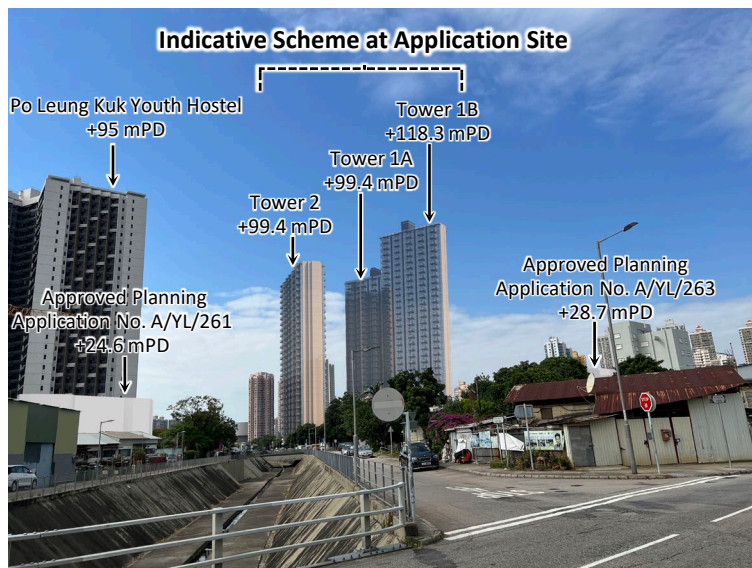 Indicative Scheme at Application Site
Po Leung Kuk Youth Hostel
+95 mPD
Tower 1B
+118.3 mPD
Tower 1A
+99.4 mPD
Tower 2
+99.4 mPD
Approved Planning
Application No. A/YL/261
+24.6 mPD
Approved Planning
Application No. A/YL/263
+28.7 mPD
STOP